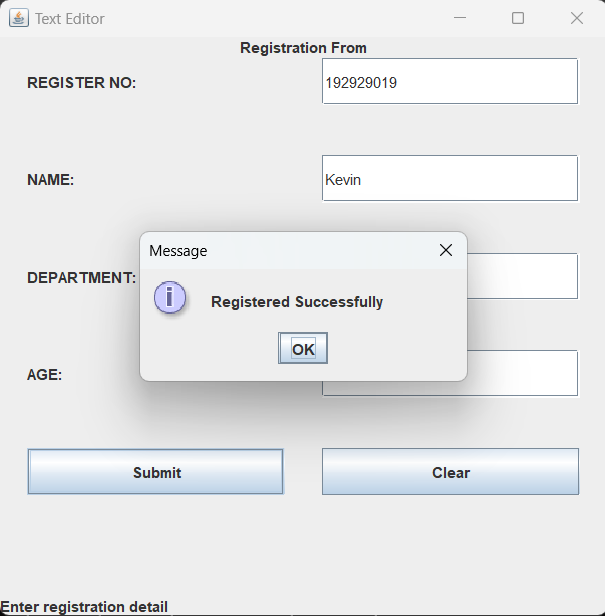 Text Editor
Registration From
REGISTER NO:
192929019
NAME:
Kevin
Message
DEPARTMENT:
Registered Successfully
OK
AGE:
Submit
Clear
Enter registration detail